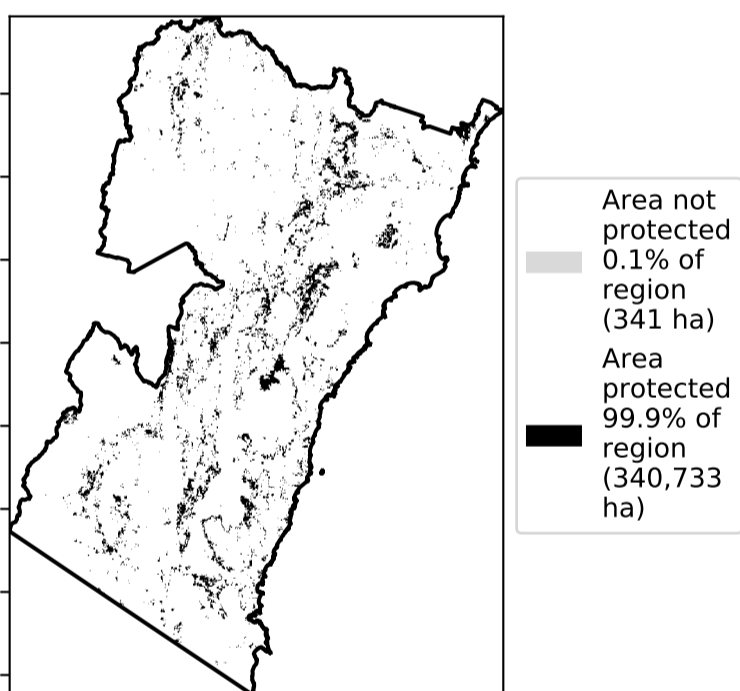 Area not
protected
0.1% of
region
(341 ha)
Area
protected
99.9% of
region
(340,733
ha)